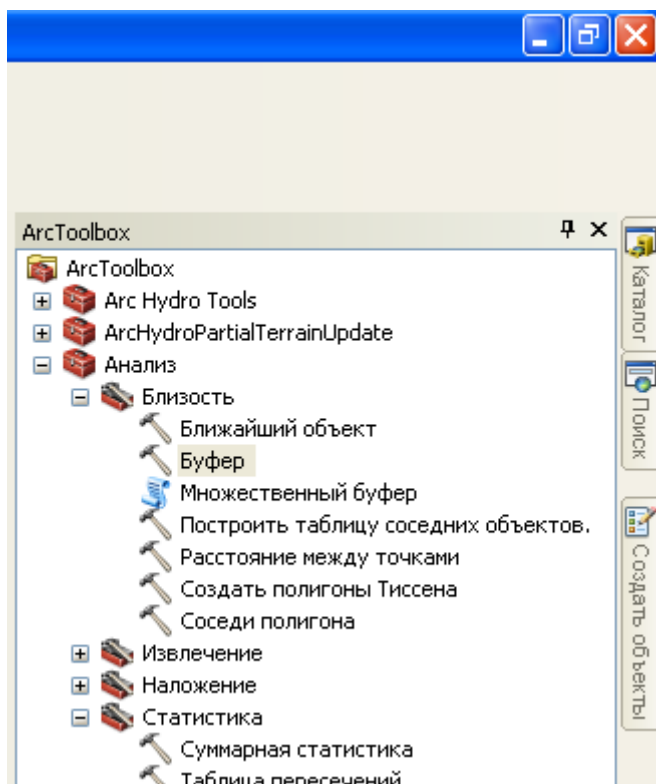 ArcToolbox
ArcToolbox
Arc Hydro Tools
ArcHydroPartialTerrainUpdate
Анализ
Близость
Ближайший объект
Буфер
Множественный буфер
Построить таблицу соседних объектов.
Расстояние между точками
Создать полигоны Тиссена
Соседи полигона
Извлечение
Наложение
Статистика
Суммарная статистика
Таблица пересечений
Каталог
Поиск
Создать объекты